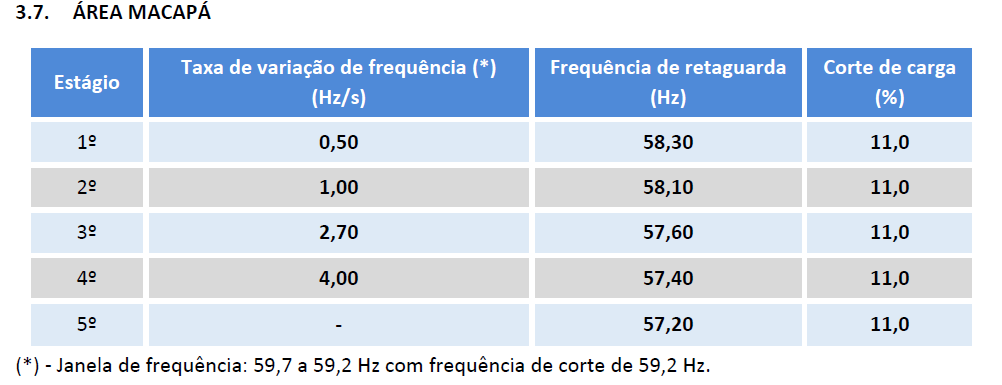 3.7. ÁREA MACAPÁ
Estágio Taxa de variação de frequência (*) (Hz/s) Frequência de retaguarda (Hz) Corte de carga (%)
1º 0,50 58,30 11,0
2º 1,00 58,10 11,0
3º 2,70 57,60 11,0
4º 4,00 57,40 11,0
5º - 57,20 11,0
(*) - Janela de frequência: 59,7 a 59,2 Hz com frequência de corte de 59,2 Hz.